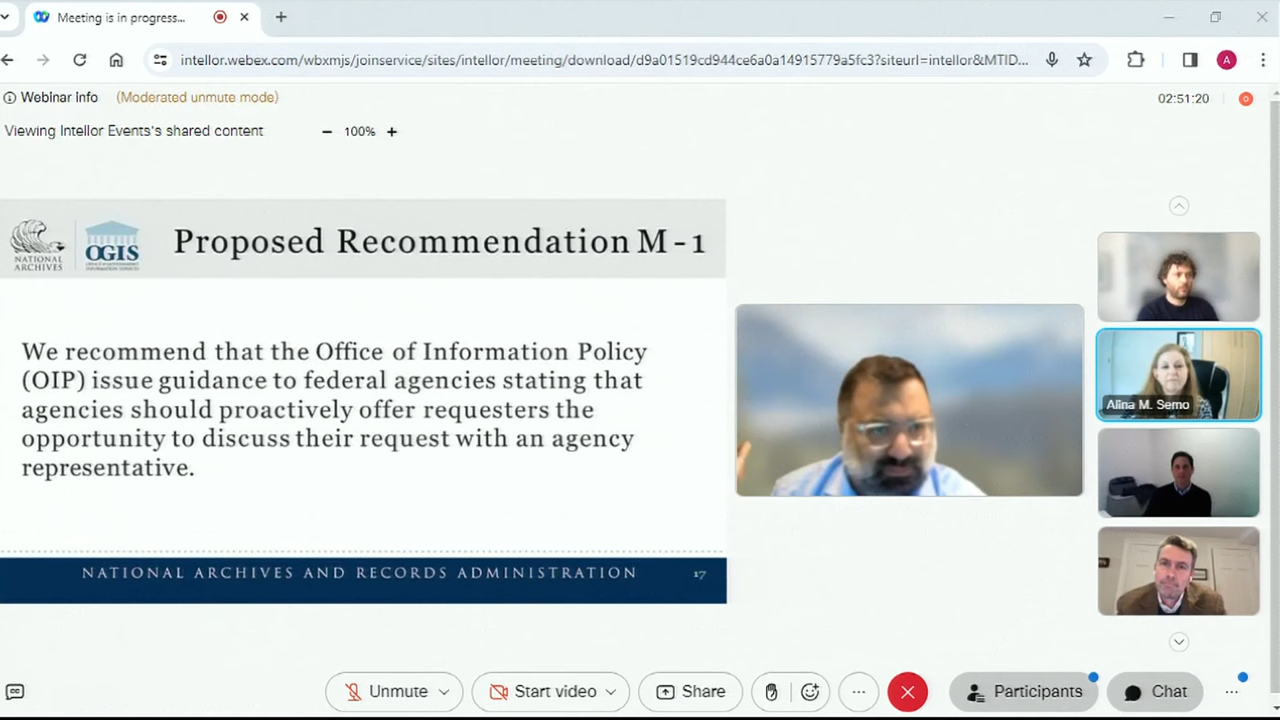 Meeting is in progress...
intellor.webex.com/wbxmjs/joinservice/sites/intellor/meeting/download/d9a01519cd944ce6a0a14915779a5fc3?siteurl=intellor&MTID...
A
Webinar info (Moderated unmute mode)
02:51:20
Viewing Intellor Events's shared content
100%
NATIONAL ARCHIVES
OGIS
Proposed Recommendation M-1
We recommend that the Office of Information Policy
(OIP) issue guidance to federal agencies stating that
agencies should proactively offer requesters the
opportunity to discuss their request with an agency
representative.
NATIONAL ARCHIVES AND RECORDS ADMINISTRATION 17
Alina M. Semo
Unmute
Start video
Share
Participants
Chat